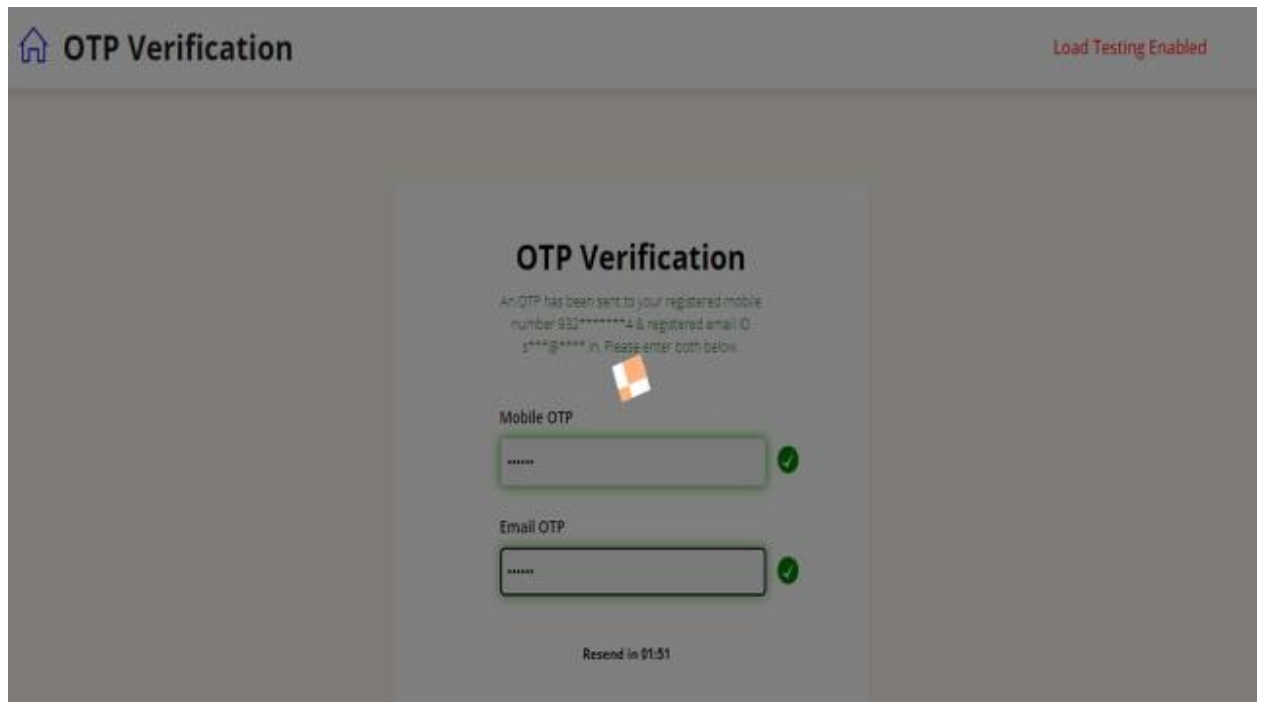 OTP Verification
Load Testing Enabled
OTP Verification
An OTP has been sent to your registered mobile
number 932*******4 & registered email ID
s***@****.in. Please enter both below.
Mobile OTP
••••••
Email OTP
••••••
Resend in 01:51